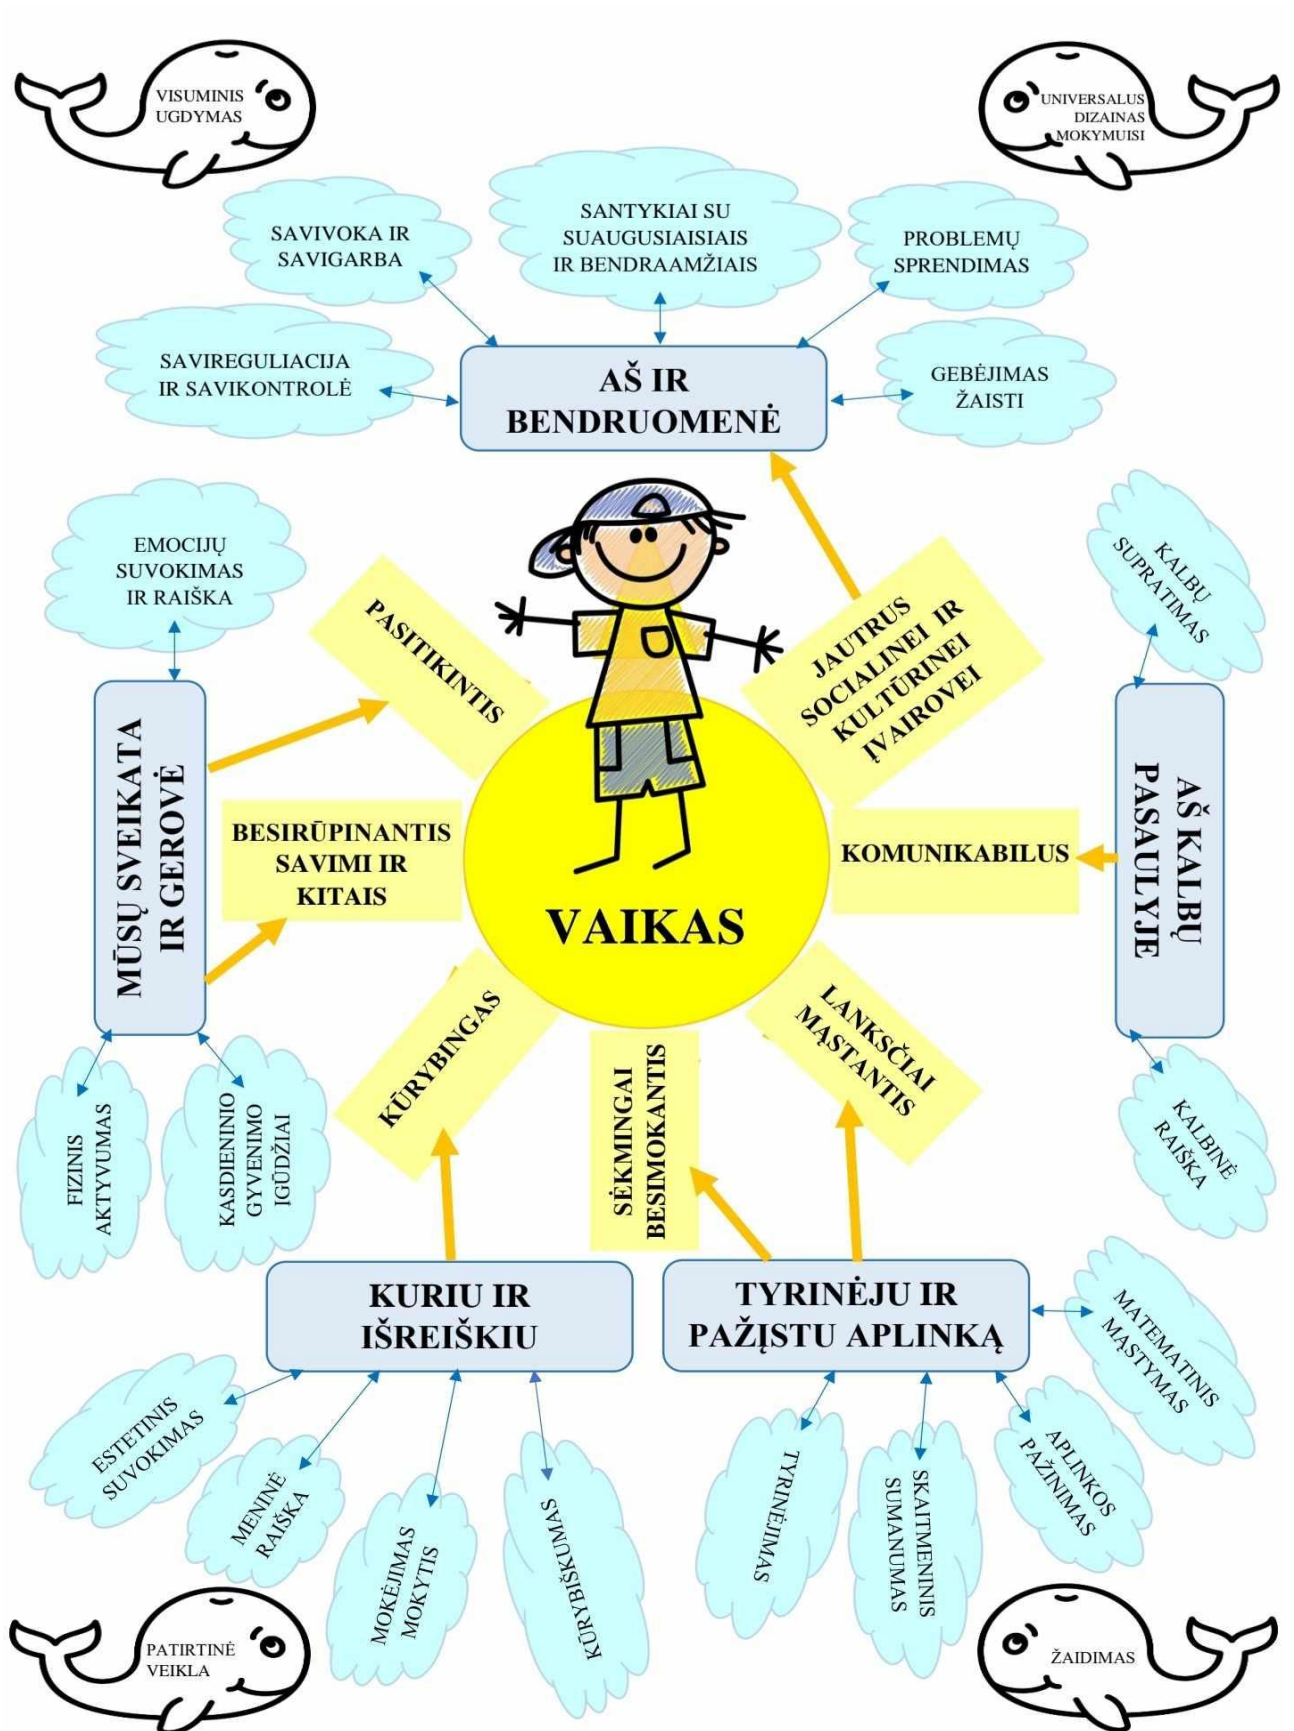 VISUMINIS
UGDYMAS
UNIVERSALUS
DIZAINAS
MOKYMUISI
SAVIVOKA IR
SAVIGARBA
SANTYKIAI SU
SUAUGUSIAISIAIS
IR BENDRAAMŽIAIS
PROBLEMŲ
SPRENDIMAS
SAVIREGULIACIJA
IR SAVIKONTROLĖ
AŠ IR
BENDRUOMENĖ
GEBĖJIMAS
ŽAISTI
EMOCIJŲ
SUVOKIMAS
IR RAIŠKA
PASITIKINTIS
JAUTRUS
SOCIALINEI IR
KULTŪRINEI
ĮVAIROVEI
KALBŲ
SUPRATIMAS
MŪSŲ SVEIKATA
IR GEROVĖ
BESIRŪPINANTIS
SAVIMI IR
KITAIS
VAIKAS
KOMUNIKABILUS
AŠ KALBŲ
PASAULYJE
KŪRYBINGAS
SĖKMINGAI
BESIMOKANTIS
LANKSČIAI
MĄSTANTIS
FIZINIS
AKTYVUMAS
KASDIENINIO
GYVENIMO
IGŪDŽIAI
KALBINĖ
RAIŠKA
KURIU IR
IŠREIŠKIU
TYRINĖJU IR
PAŽĮSTU APLINKĄ
MATEMATINIS
MĄSTYMAS
ESTETINIS
SUVOKIMAS
MENINĖ
RAIŠKA
MOKĖJIMAS
MOKYTIS
KŪRYBIŠKUMAS
TYRINĖJIMAS
SKAITMENINIS
SUMANUMAS
APLINKOS
PAŽINIMAS
PATIRTINĖ
VEIKLA
ŽAIDIMAS